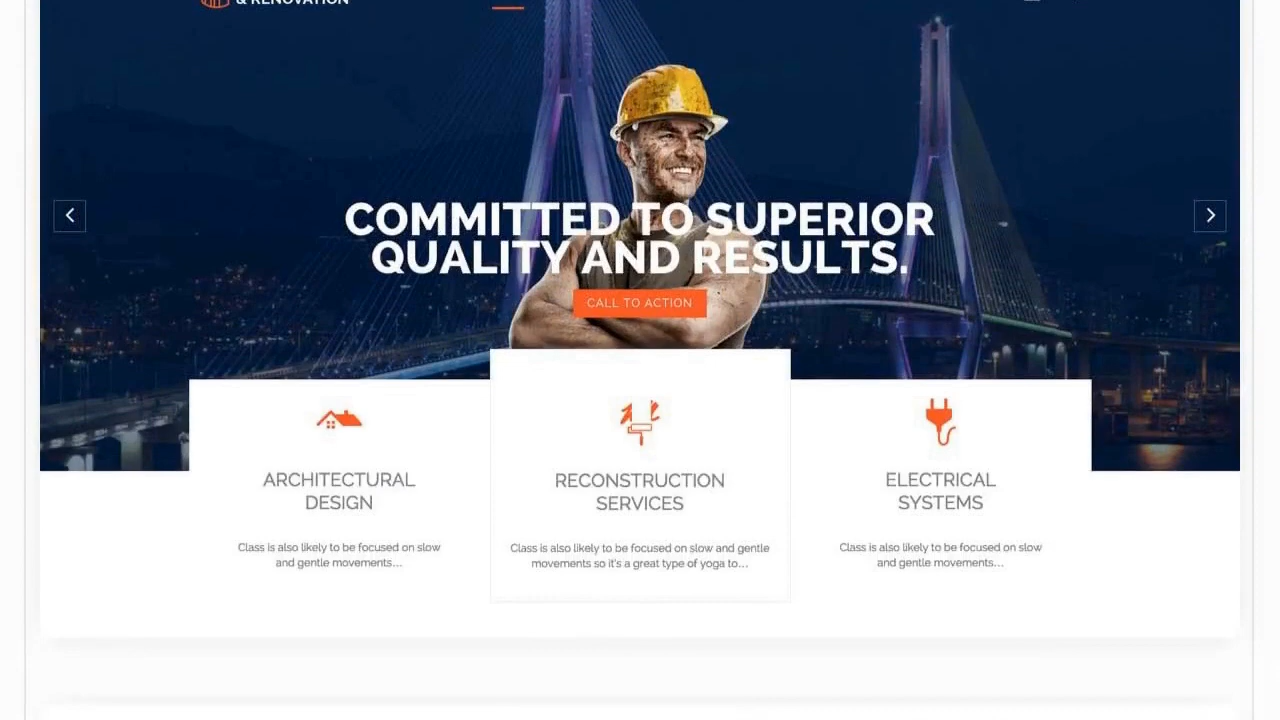 & RENOVATION
COMMITTED TO SUPERIOR
QUALITY AND RESULTS.
CALL TO ACTION
ARCHITECTURAL
DESIGN
Class is also likely to be focused on slow
and gentle movements...
RECONSTRUCTION
SERVICES
Class is also likely to be focused on slow and gentle
movements so it's a great type of yoga to...
ELECTRICAL
SYSTEMS
Class is also likely to be focused on slow
and gentle movements...